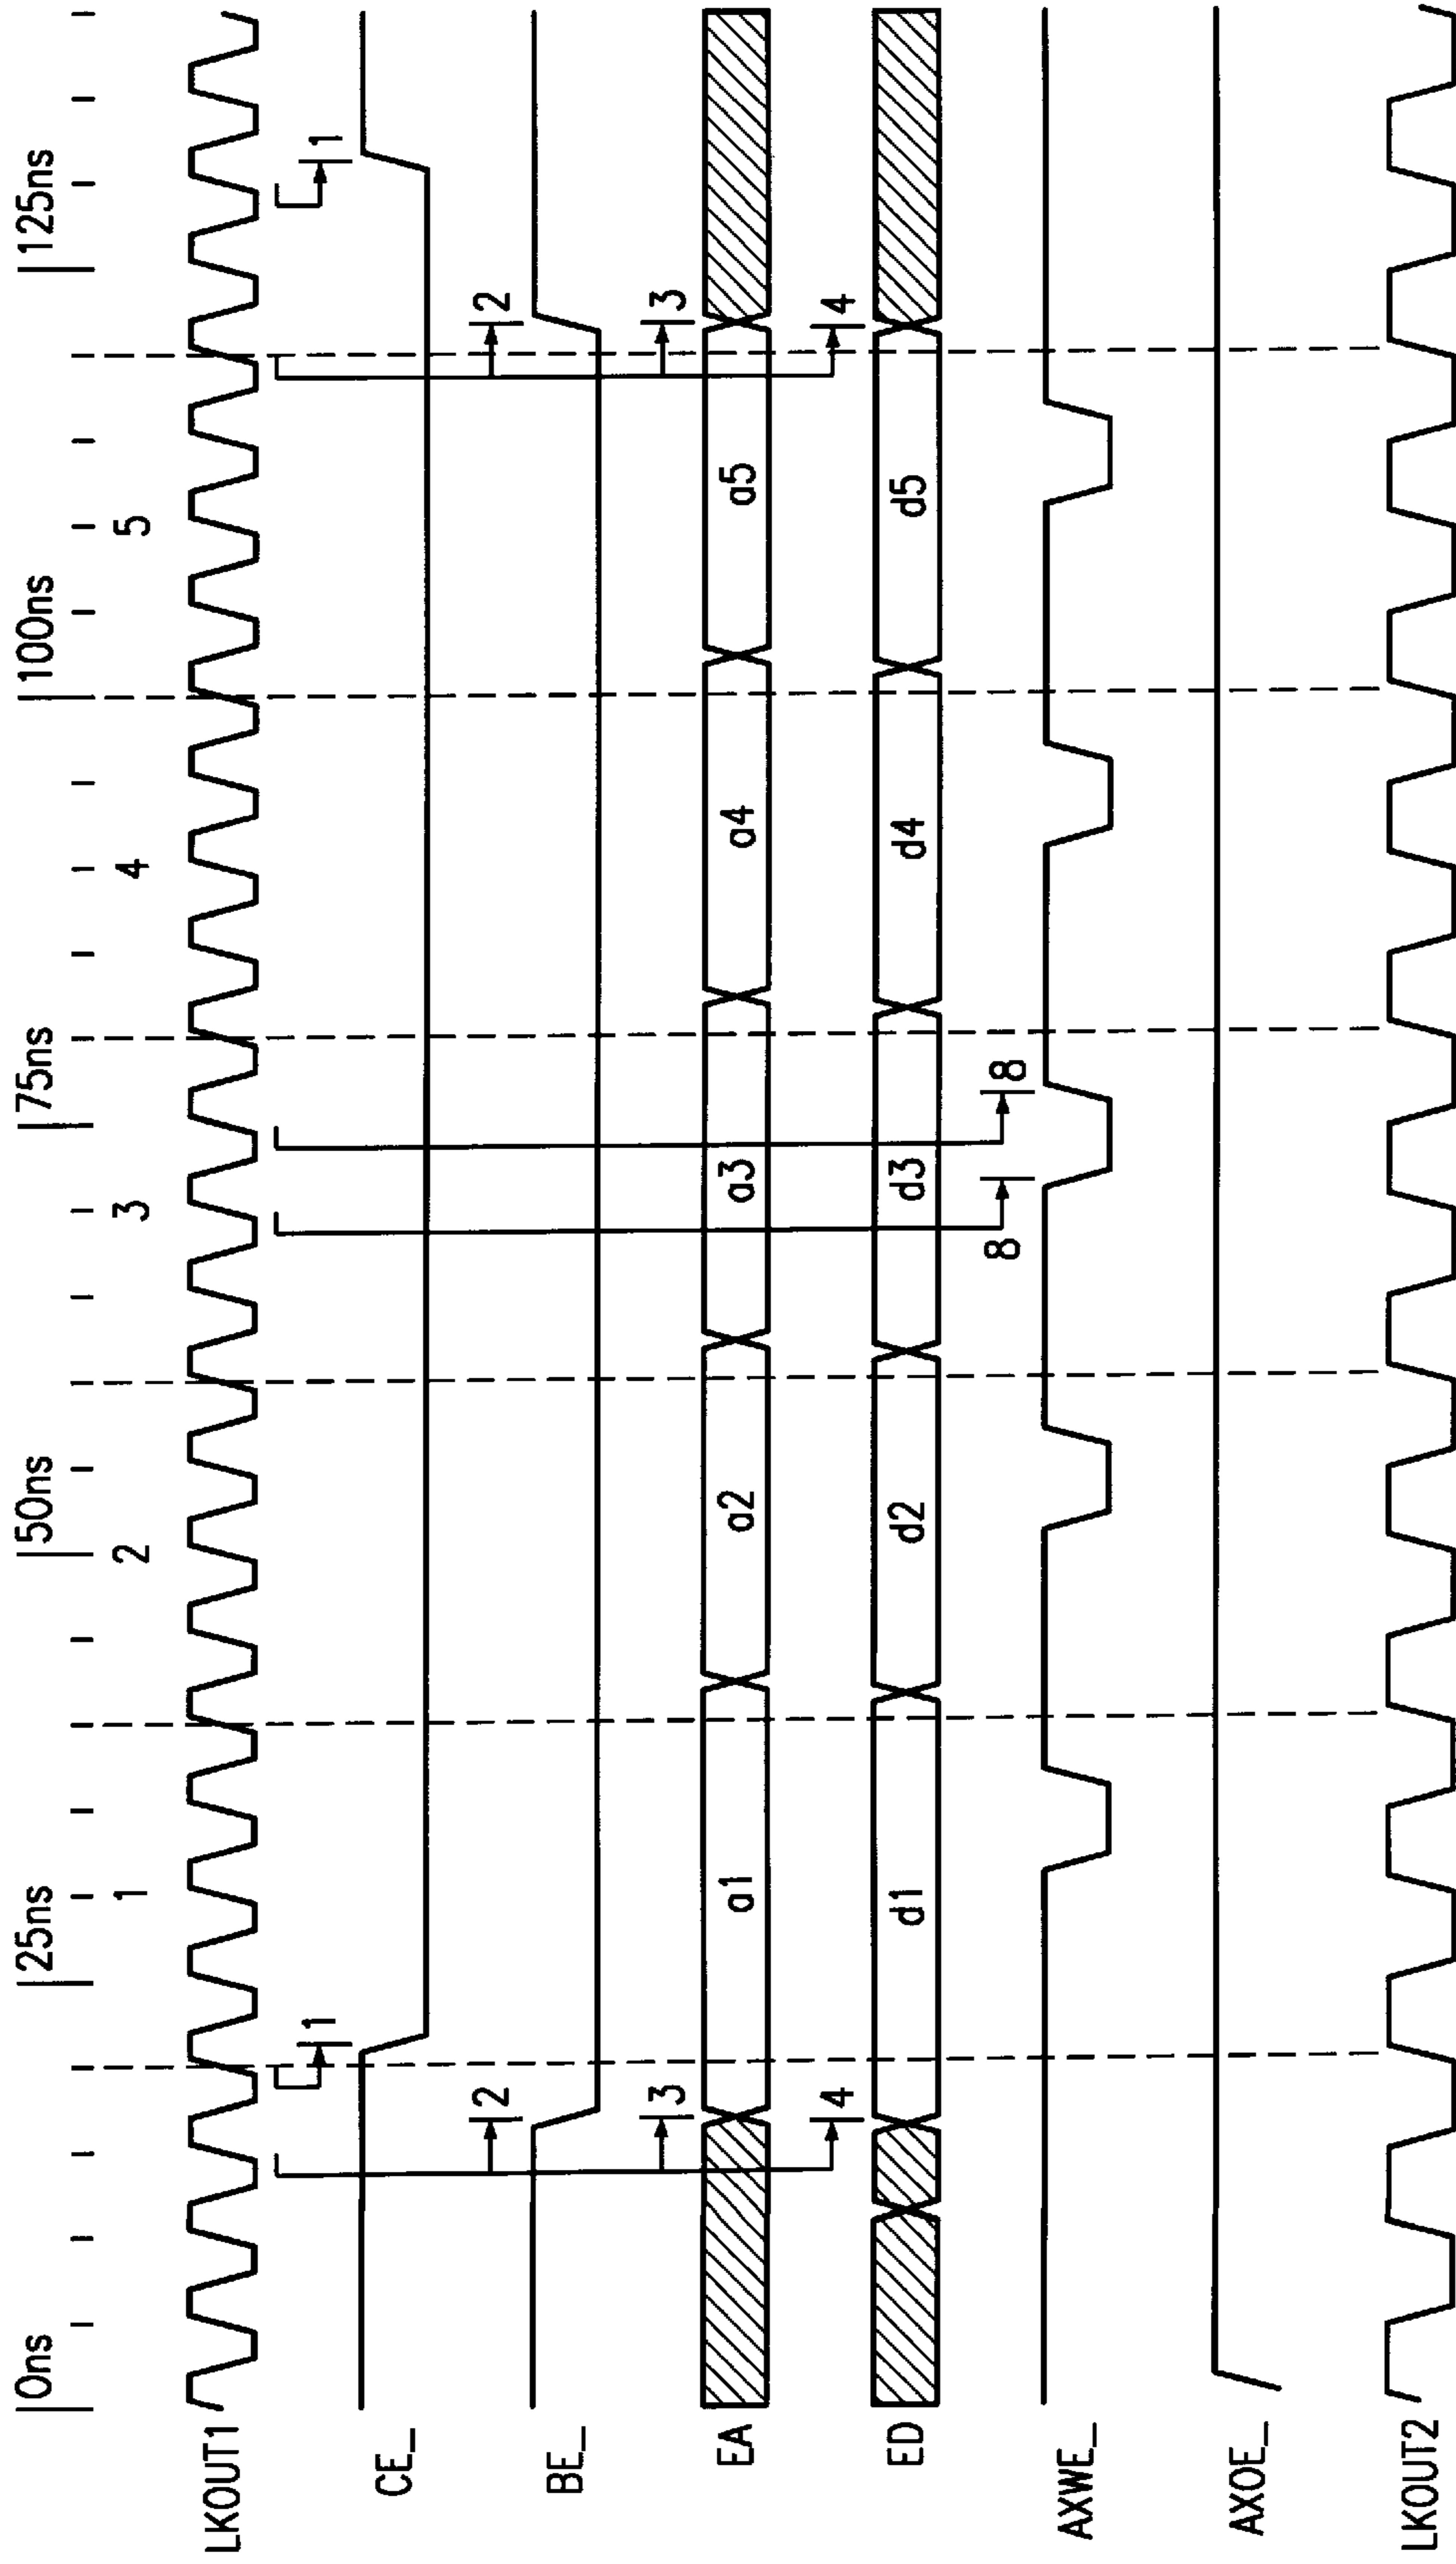 0ns 25ns 50ns 75ns 100ns 125ns
1 2 3 4 5
LKOUT1
1 1
CE_
2 2
BE_
3 3
EA a1 a2 a3 a4 a5
4 4
ED d1 d2 d3 d4 d5
8 8
AXWE_
AXOE_
LKOUT2